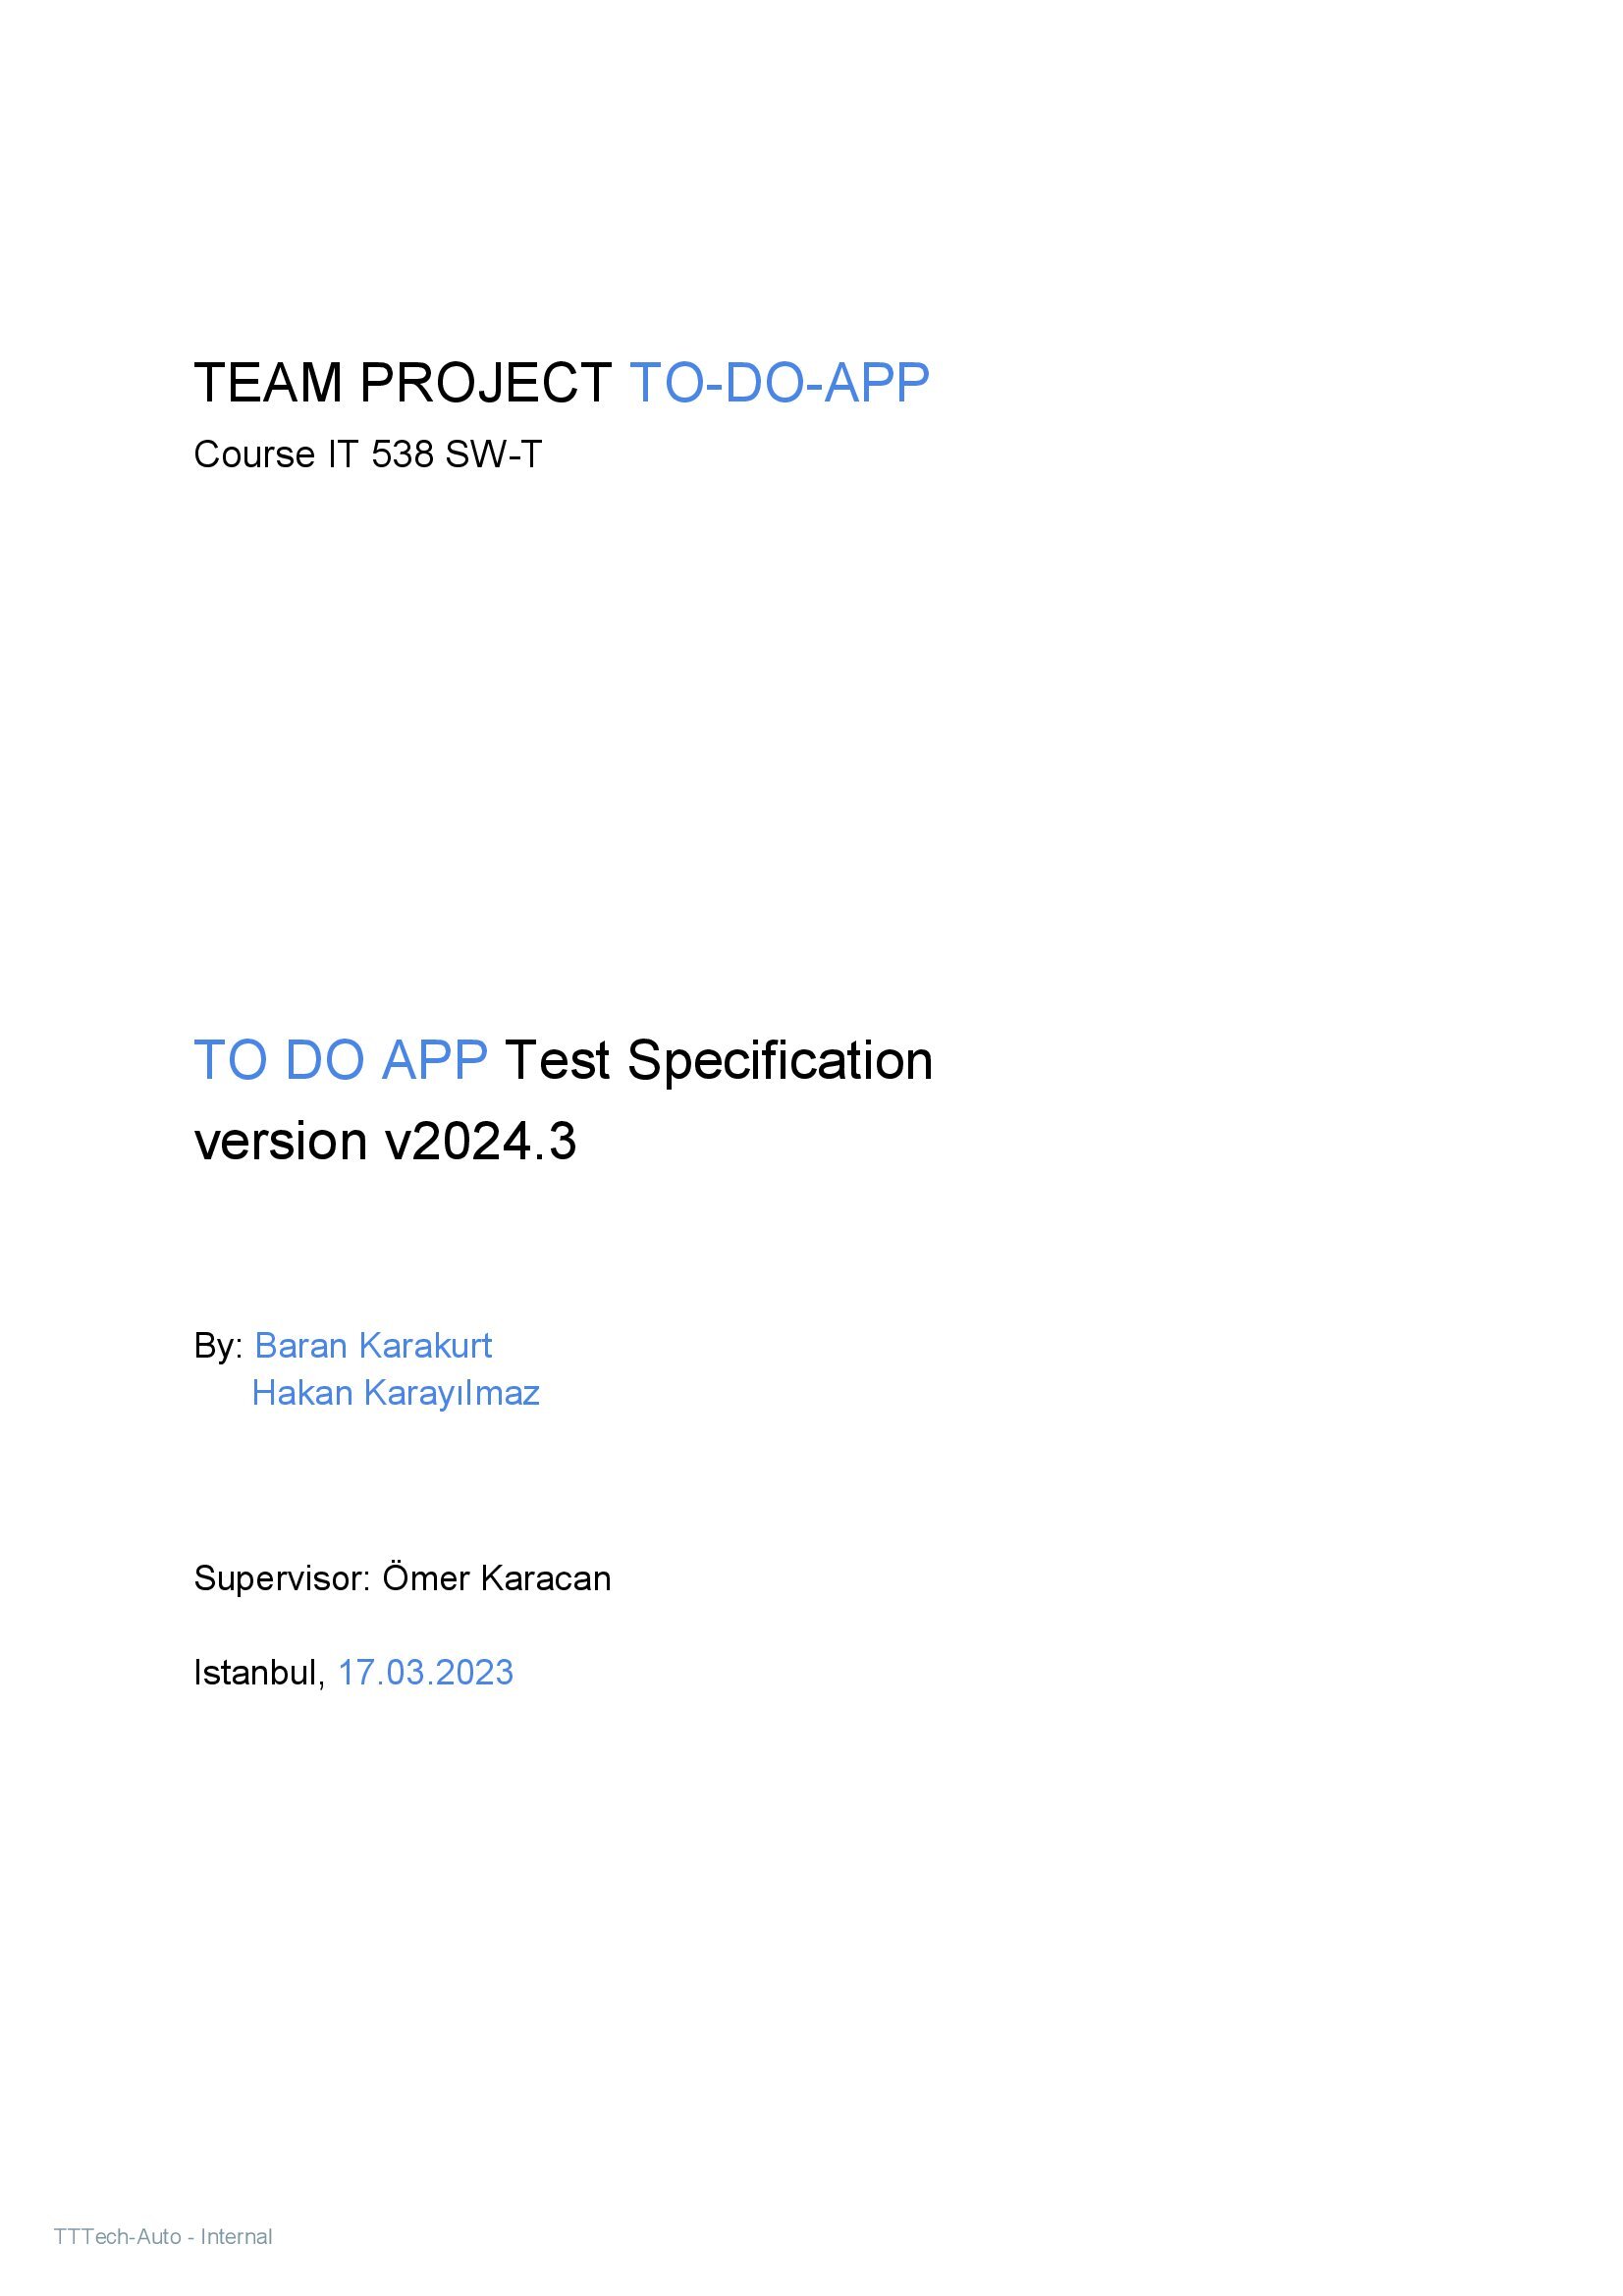 TEAM PROJECT TO-DO-APP
Course IT 538 SW-T
TO DO APP Test Specification
version v2024.3
By: Baran Karakurt
Hakan Karayılmaz
Supervisor: Ömer Karacan
Istanbul, 17.03.2023
TTTech-Auto - Internal